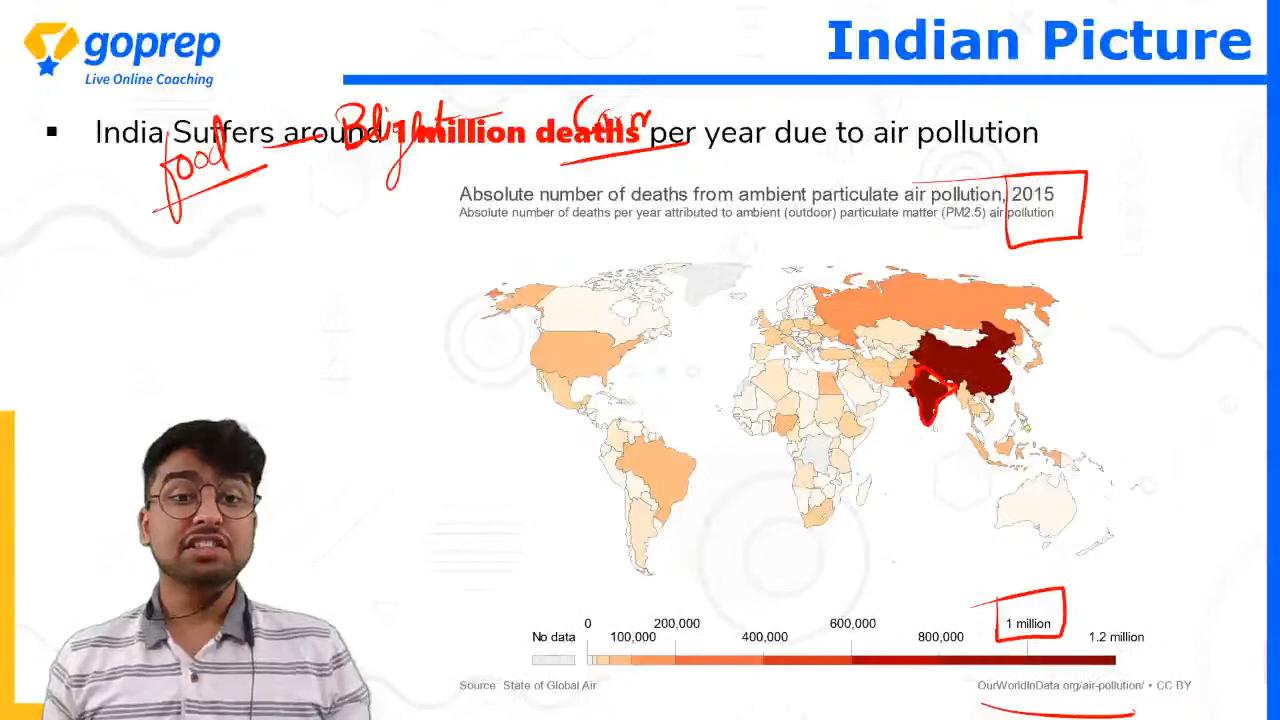 goprep
Live Online Coaching
Indian Picture
India Suffers around 1 million deaths per year due to air pollution
food — Blight
Absolute number of deaths from ambient particulate air pollution, 2015
Absolute number of deaths per year attributed to ambient (outdoor) particulate matter (PM2.5) air pollution
0 200,000 600,000 1 million
No data 100,000 400,000 800,000 1.2 million
Source State of Global Air
OurWorldInData.org/air-pollution/ • CC BY